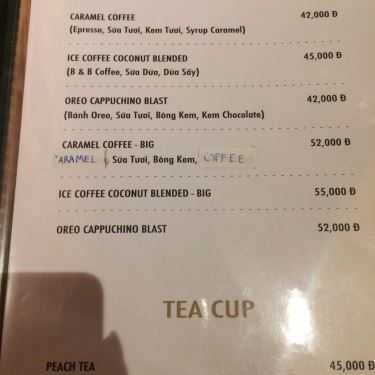 CARAMEL COFFEE 42,000 Đ
(Epresso, Sữa Tươi, Kem Tươi, Syrup Caramel)
ICE COFFEE COCONUT BLENDED 45,000 Đ
(B & B Coffee, Sữa Dừa, Dừa Sấy)
OREO CAPPUCHINO BLAST 42,000 Đ
(Bánh Oreo, Sữa Tươi, Bông Kem, Kem Chocolate)
CARAMEL COFFEE - BIG 52,000 Đ
CARAMEL, Sữa Tươi, Bông Kem, COFFEE
ICE COFFEE COCONUT BLENDED - BIG 55,000 Đ
OREO CAPPUCHINO BLAST 52,000 Đ
TEA CUP
PEACH TEA 45,000 Đ